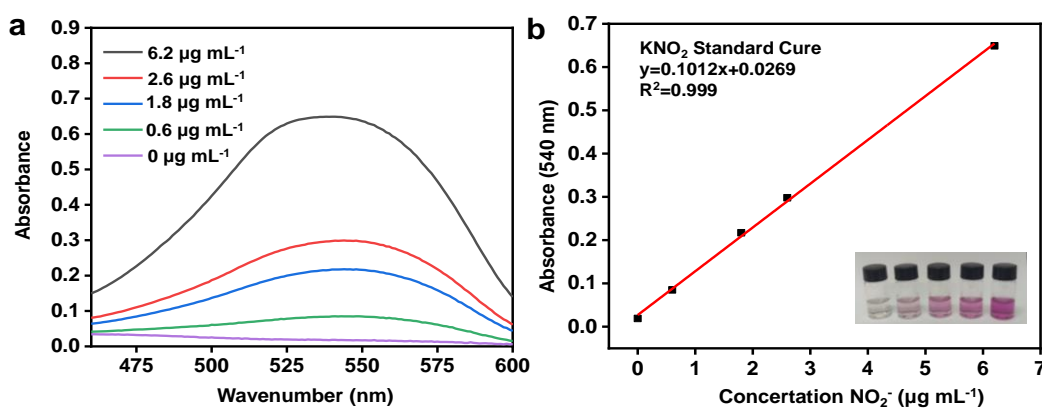 a
0.9
0.8
0.7
0.6
0.5
0.4
0.3
0.2
0.1
0.0
Absorbance
6.2 µg mL⁻¹
2.6 µg mL⁻¹
1.8 µg mL⁻¹
0.6 µg mL⁻¹
0 µg mL⁻¹
475
500
525
550
575
600
Wavenumber (nm)
b
0.7
0.6
0.5
0.4
0.3
0.2
0.1
0.0
Absorbance (540 nm)
KNO₂ Standard Cure
y=0.1012x+0.0269
R²=0.999
0
1
2
3
4
5
6
7
Concertation NO₂⁻ (µg mL⁻¹)